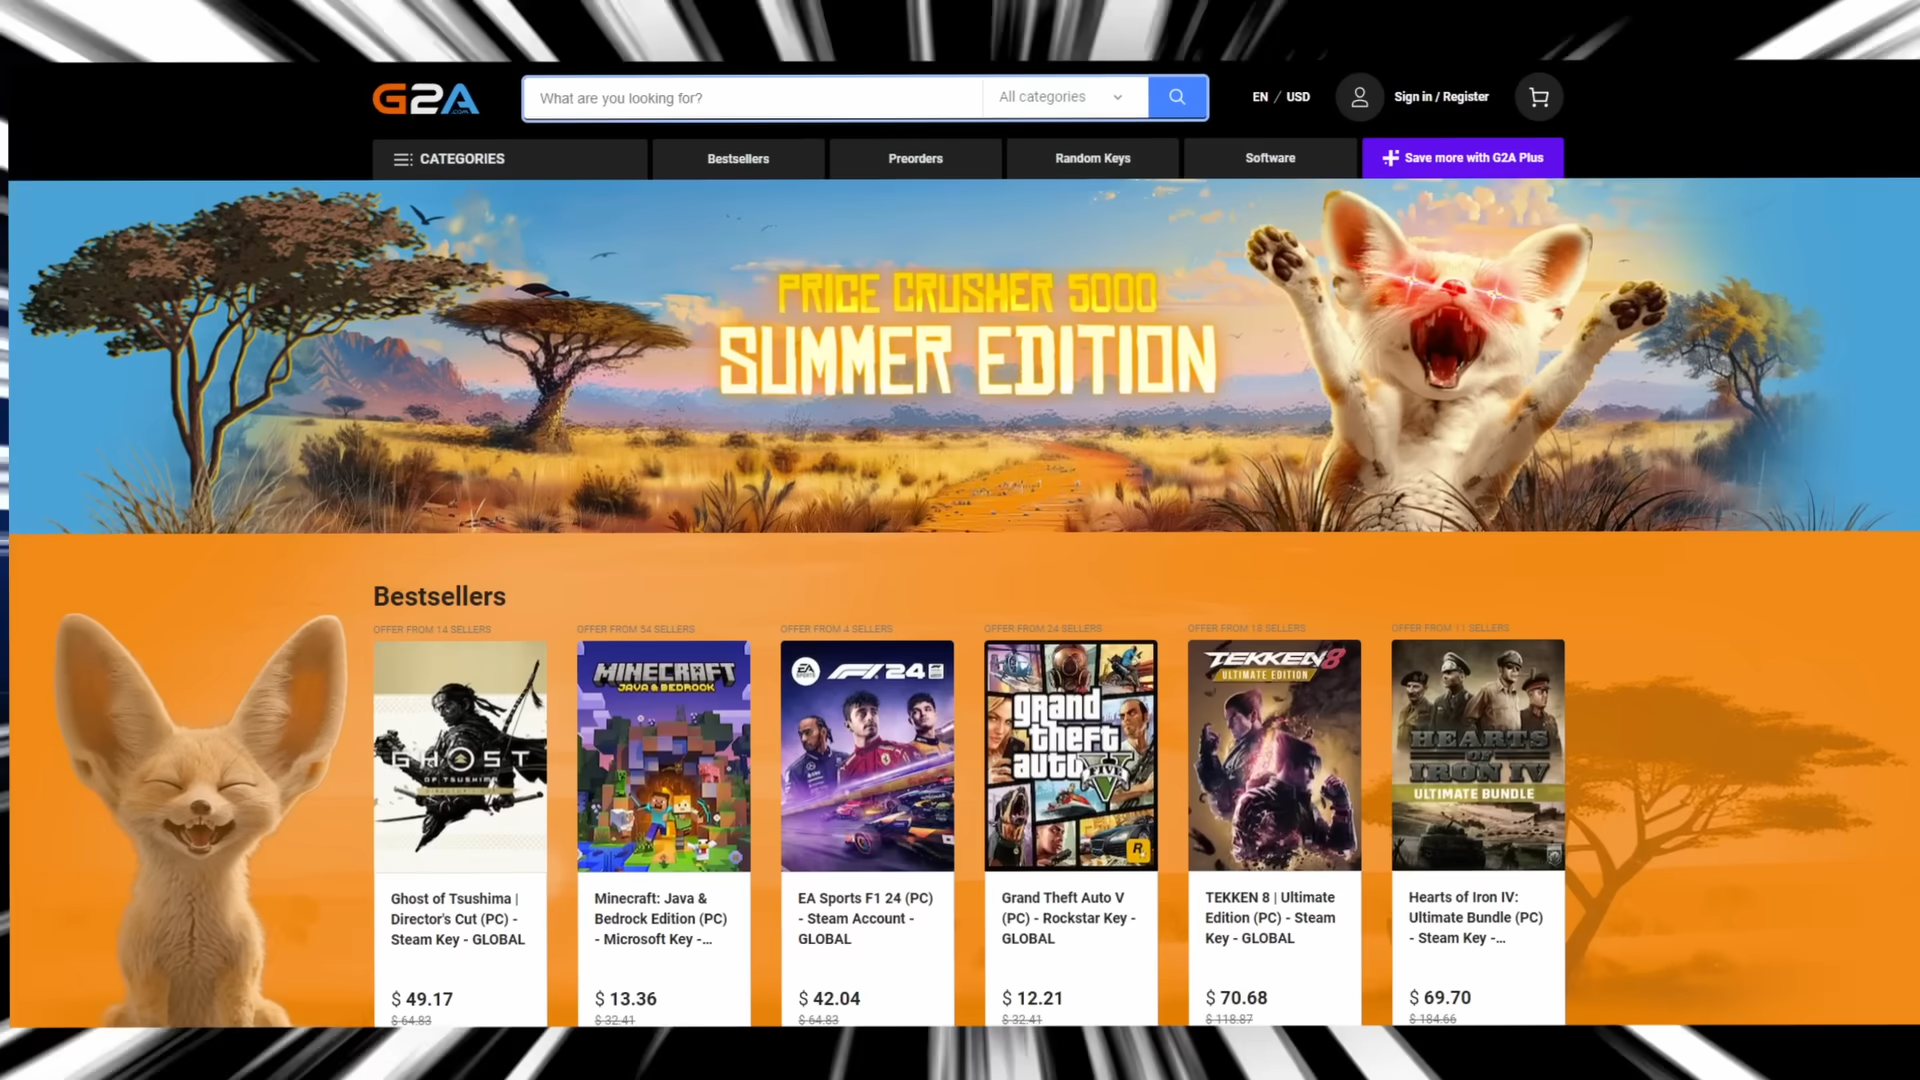 G2A
.COM
What are you looking for?
All categories
EN / USD
Sign in / Register
CATEGORIES
Bestsellers
Preorders
Random Keys
Software
Save more with G2A Plus
PRICE CRUSHER 5000
SUMMER EDITION
Bestsellers
OFFER FROM 14 SELLERS
OFFER FROM 54 SELLERS
OFFER FROM 4 SELLERS
OFFER FROM 24 SELLERS
OFFER FROM 18 SELLERS
OFFER FROM 11 SELLERS
GHOST
OF TSUSHIMA
MINECRAFT
JAVA & BEDROCK
EA
SPORTS
F1 24
grand
theft
auto
V
FIVE
R
TEKKEN 8
ULTIMATE EDITION
HEARTS
OF
IRON IV
ULTIMATE BUNDLE
Ghost of Tsushima |
Director's Cut (PC) -
Steam Key - GLOBAL
$ 49.17
$ 64.83
Minecraft: Java &
Bedrock Edition (PC)
- Microsoft Key -...
$ 13.36
$ 32.41
EA Sports F1 24 (PC)
- Steam Account -
GLOBAL
$ 42.04
$ 64.83
Grand Theft Auto V
(PC) - Rockstar Key -
GLOBAL
$ 12.21
$ 32.41
TEKKEN 8 | Ultimate
Edition (PC) - Steam
Key - GLOBAL
$ 70.68
$ 118.87
Hearts of Iron IV:
Ultimate Bundle (PC)
- Steam Key -...
$ 69.70
$ 184.66